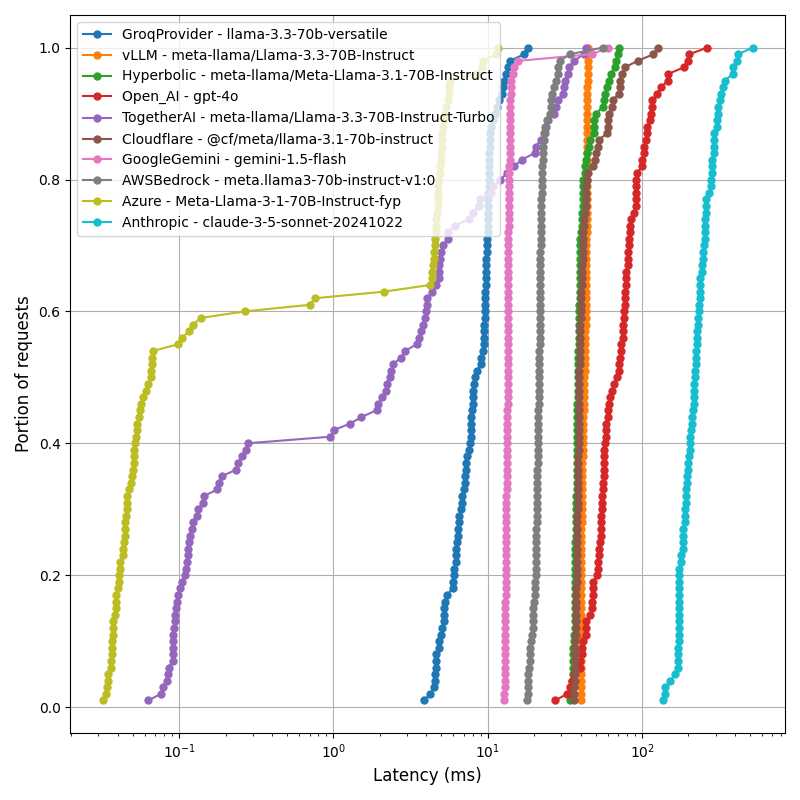 GroqProvider - llama-3.3-70b-versatile
vLLM - meta-llama/Llama-3.3-70B-Instruct
Hyperbolic - meta-llama/Meta-Llama-3.1-70B-Instruct
Open_AI - gpt-4o
TogetherAI - meta-llama/Llama-3.3-70B-Instruct-Turbo
Cloudflare - @cf/meta/llama-3.1-70b-instruct
GoogleGemini - gemini-1.5-flash
AWSBedrock - meta.llama3-70b-instruct-v1:0
Azure - Meta-Llama-3-1-70B-Instruct-fyp
Anthropic - claude-3-5-sonnet-20241022
Portion of requests
1.0
0.8
0.6
0.4
0.2
0.0
10⁻¹ 10⁰ 10¹ 10²
Latency (ms)